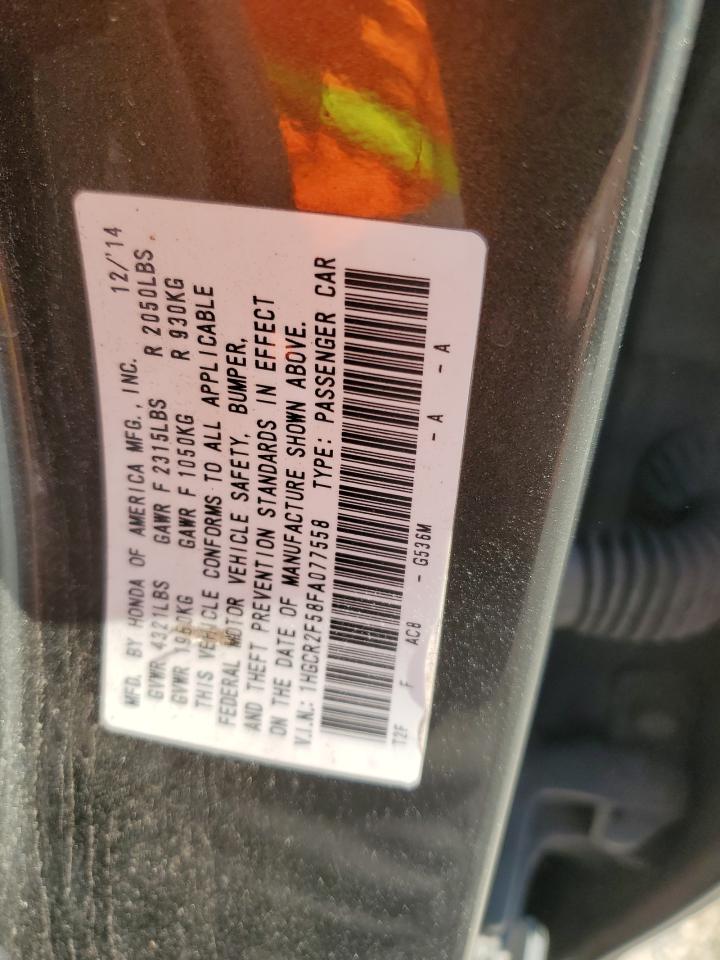 MFD. BY HONDA OF AMERICA MFG., INC. 12/'14
GVWR 4321LBS GAWR F 2315LBS R 2050LBS
GVWR 1960KG GAWR F 1050KG R 930KG
THIS VEHICLE CONFORMS TO ALL APPLICABLE
FEDERAL MOTOR VEHICLE SAFETY, BUMPER,
AND THEFT PREVENTION STANDARDS IN EFFECT
ON THE DATE OF MANUFACTURE SHOWN ABOVE.
V.I.N.: 1HGCR2F58FA077558 TYPE: PASSENGER CAR
T2F F AC8 - G536M - A - A